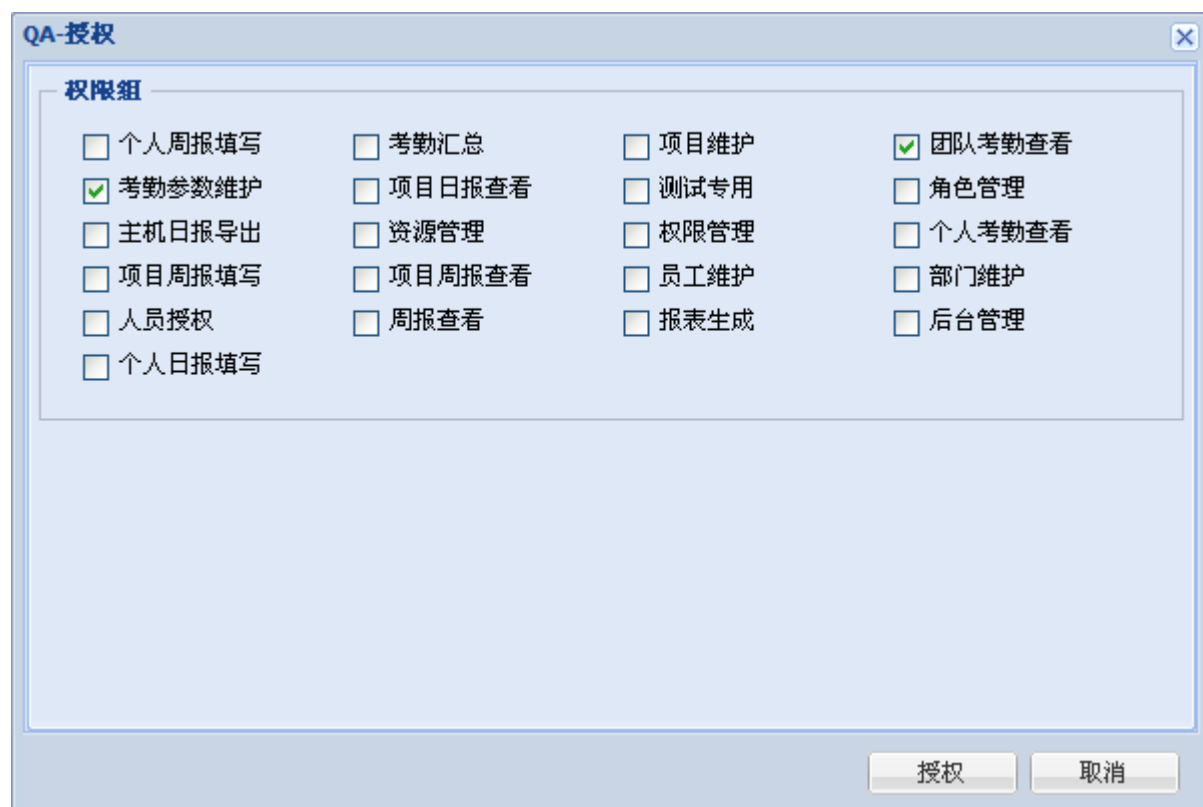 QA-授权
权限组
个人周报填写 考勤汇总 项目维护 团队考勤查看
考勤参数维护 项目日报查看 测试专用 角色管理
主机日报导出 资源管理 权限管理 个人考勤查看
项目周报填写 项目周报查看 员工维护 部门维护
人员授权 周报查看 报表生成 后台管理
个人日报填写
授权 取消